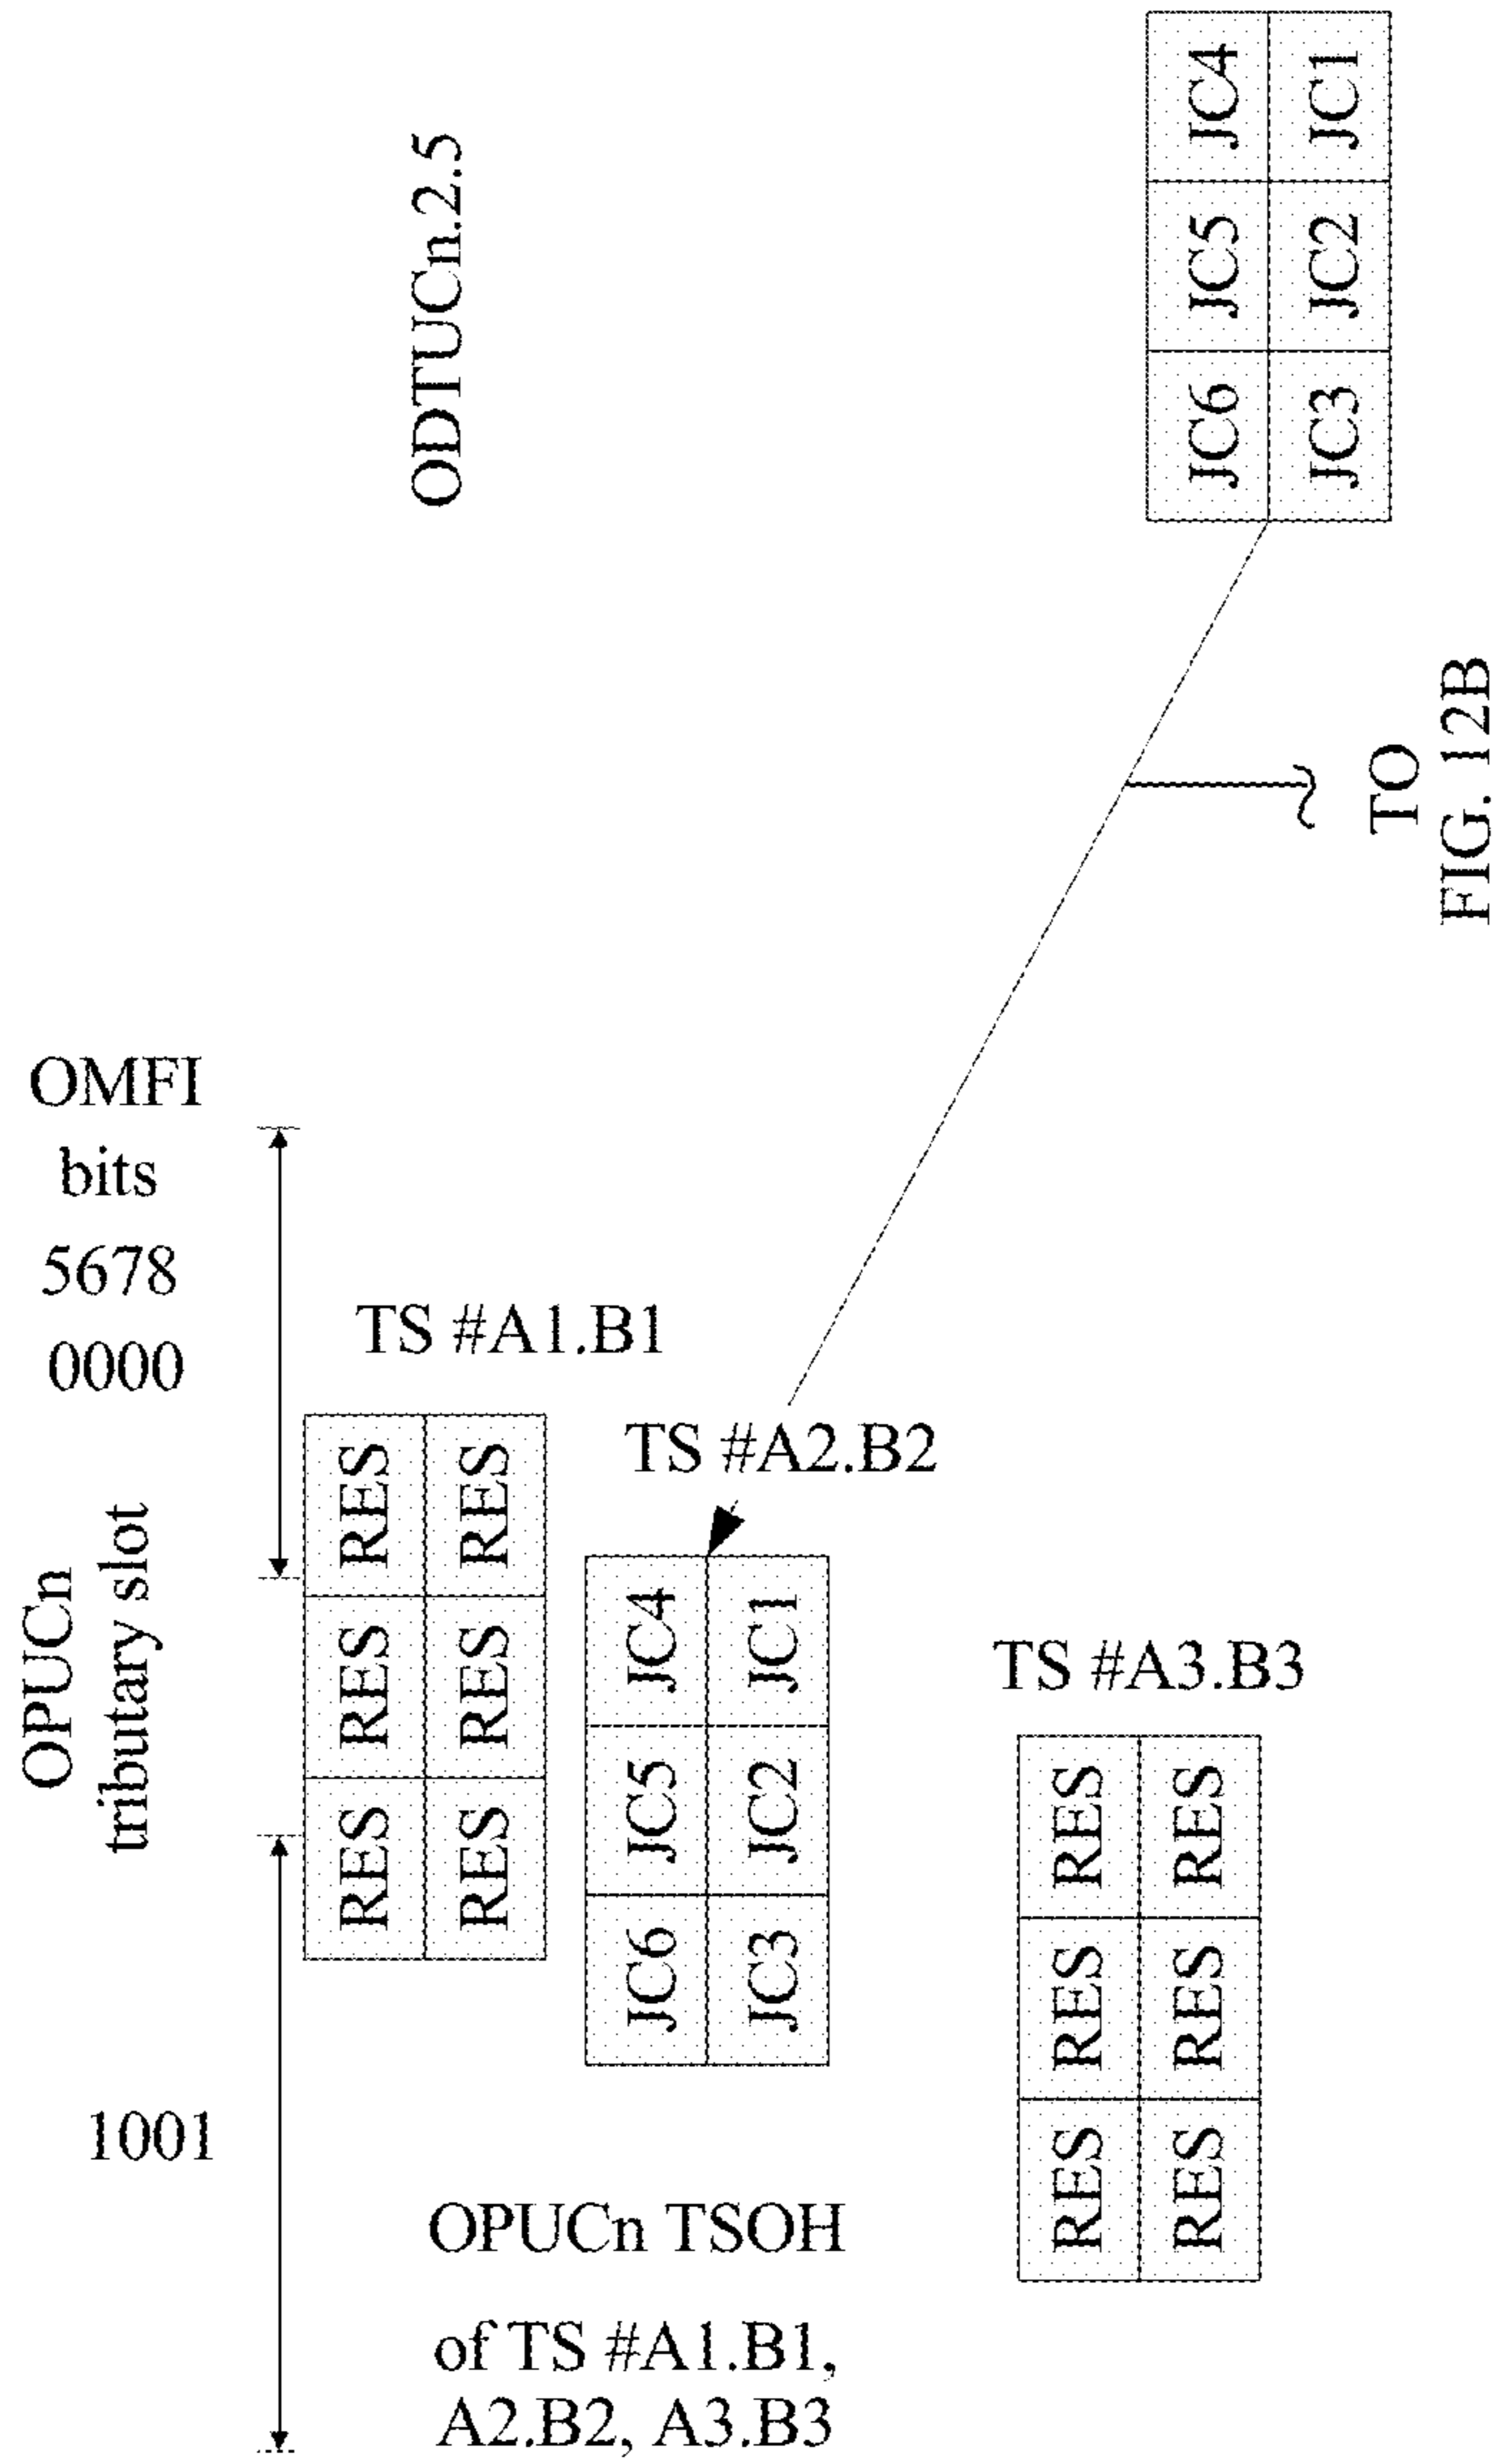 ODTUCn.2.5
JC4
JC1
JC5
JC2
JC6
JC3
TO
FIG. 12B
OMFI
bits
5678
0000
OPUCn
tributary slot
1001
TS #A1.B1
RES
RES
RES
RES
RES
RES
TS #A2.B2
JC4
JC1
JC5
JC2
JC6
JC3
TS #A3.B3
RES
RES
RES
RES
RES
RES
OPUCn TSOH
of TS #A1.B1,
A2.B2, A3.B3